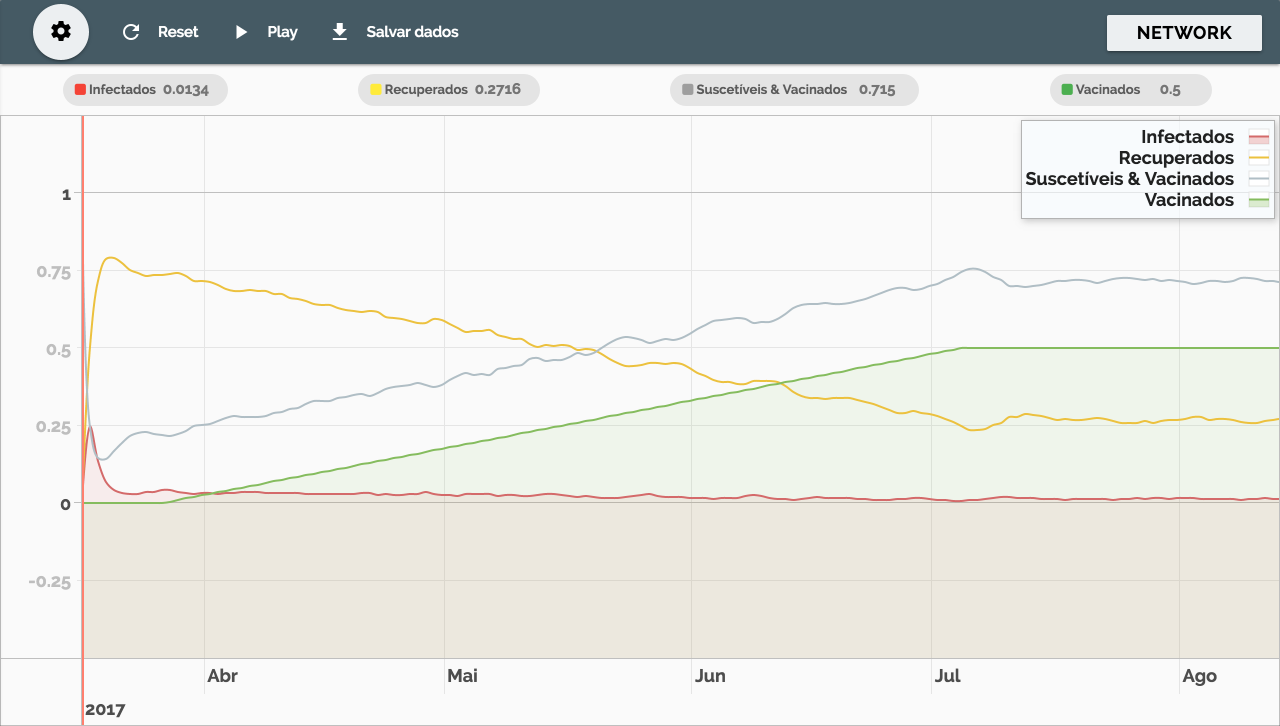 Reset Play Salvar dados NETWORK
Infectados 0.0134 Recuperados 0.2716 Suscetíveis & Vacinados 0.715 Vacinados 0.5
Infectados
Recuperados
Suscetíveis & Vacinados
Vacinados
1
0.75
0.5
0.25
0
-0.25
Abr Mai Jun Jul Ago
2017